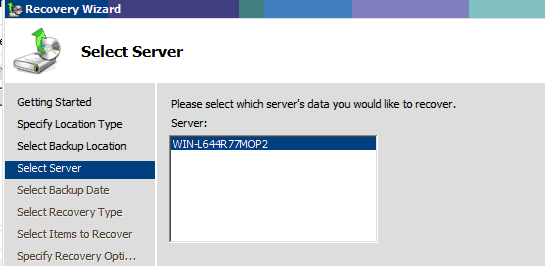 Recovery Wizard
Select Server
Getting Started
Specify Location Type
Select Backup Location
Select Server
Select Backup Date
Select Recovery Type
Select Items to Recover
Specify Recovery Opti...
Please select which server's data you would like to recover.
Server:
WIN-L644R77MOP2